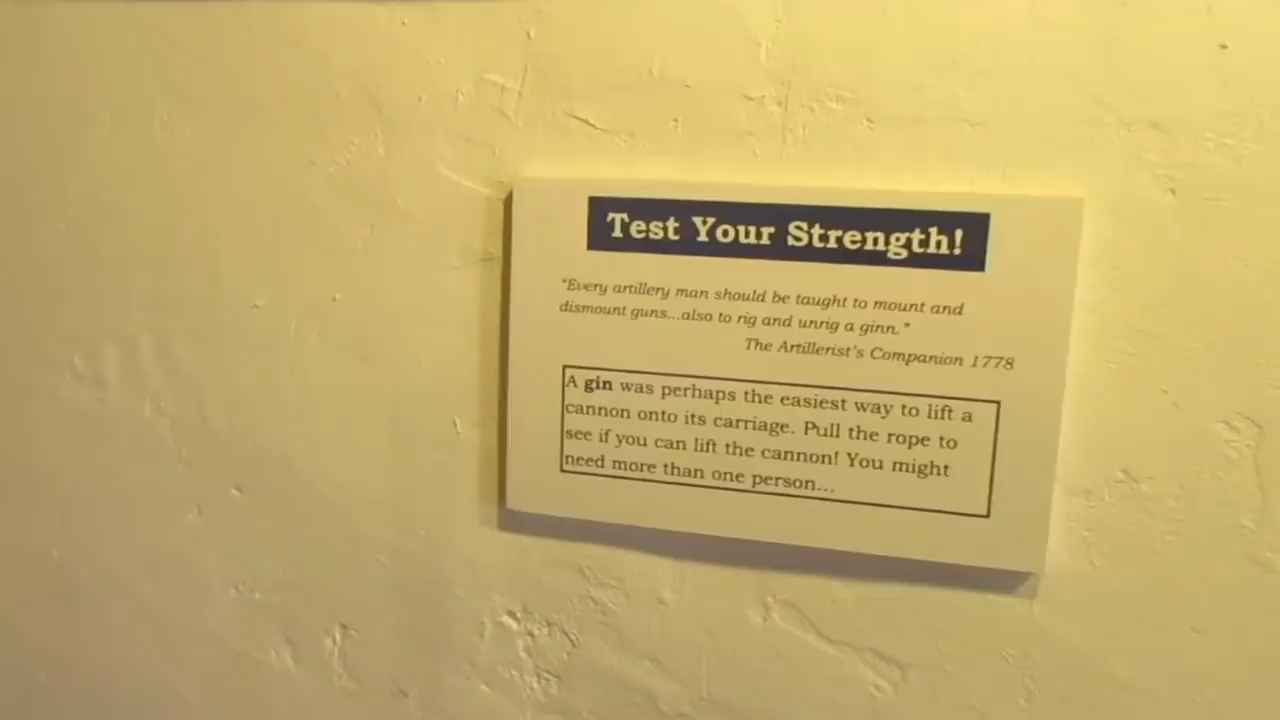 Test Your Strength!
"Every artillery man should be taught to mount and
dismount guns...also to rig and unrig a ginn."
The Artillerist's Companion 1778
A gin was perhaps the easiest way to lift a
cannon onto its carriage. Pull the rope to
see if you can lift the cannon! You might
need more than one person...